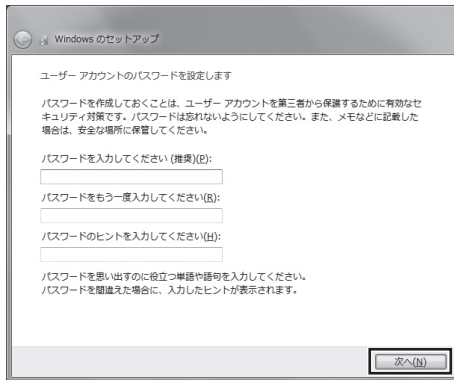 Windows のセットアップ
ユーザー アカウントのパスワードを設定します
パスワードを作成しておくことは、ユーザー アカウントを第三者から保護するために有効なセ
キュリティ対策です。パスワードは忘れないようにしてください。また、メモなどに記載した
場合は、安全な場所に保管してください。
パスワードを入力してください (推奨)(P):
パスワードをもう一度入力してください(R):
パスワードのヒントを入力してください(H):
パスワードを思い出すのに役立つ単語や語句を入力してください。
パスワードを間違えた場合に、入力したヒントが表示されます。
次へ(N)